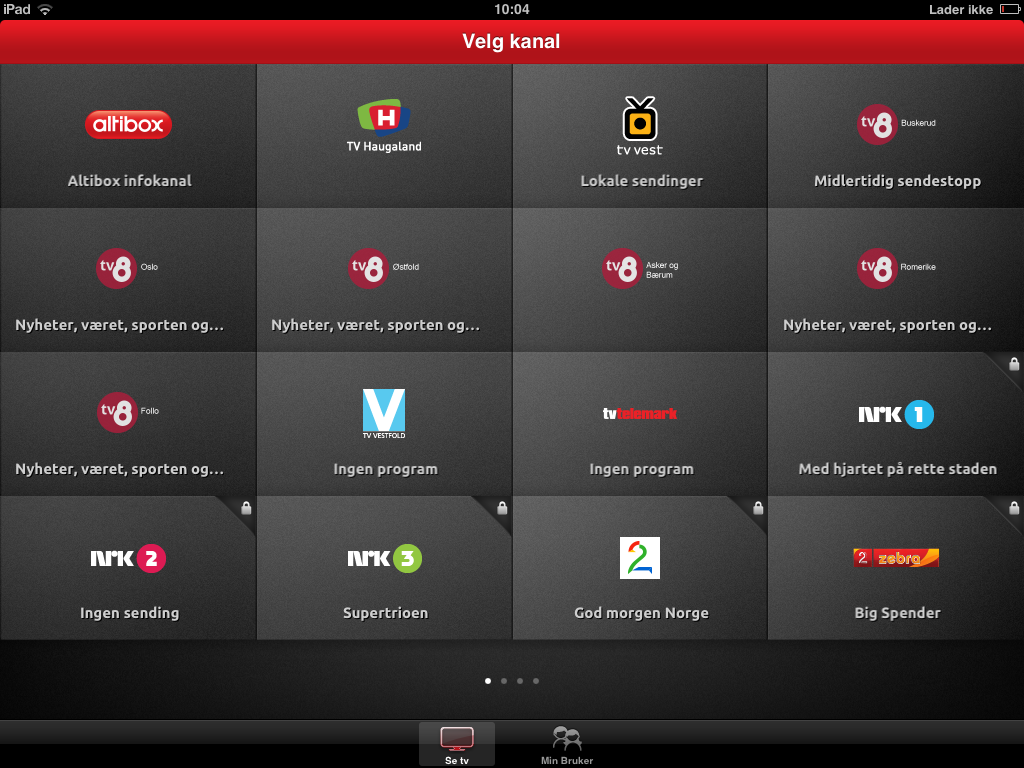 iPad 10:04 Lader ikke
Velg kanal
altibox
Altibox infokanal
H
TV Haugaland
tv vest
Lokale sendinger
tv8 Buskerud
Midlertidig sendestopp
tv8 Oslo
Nyheter, været, sporten og...
tv8 Østfold
Nyheter, været, sporten og...
tv8 Asker og
Bærum
tv8 Romerike
Nyheter, været, sporten og...
tv8 Follo
Nyheter, været, sporten og...
V
TV VESTFOLD
Ingen program
tvtelemark
Ingen program
NRK 1
Med hjartet på rette staden
NRK 2
Ingen sending
NRK 3
Supertrioen
2
God morgen Norge
2 zebra
Big Spender
Se tv
Min Bruker